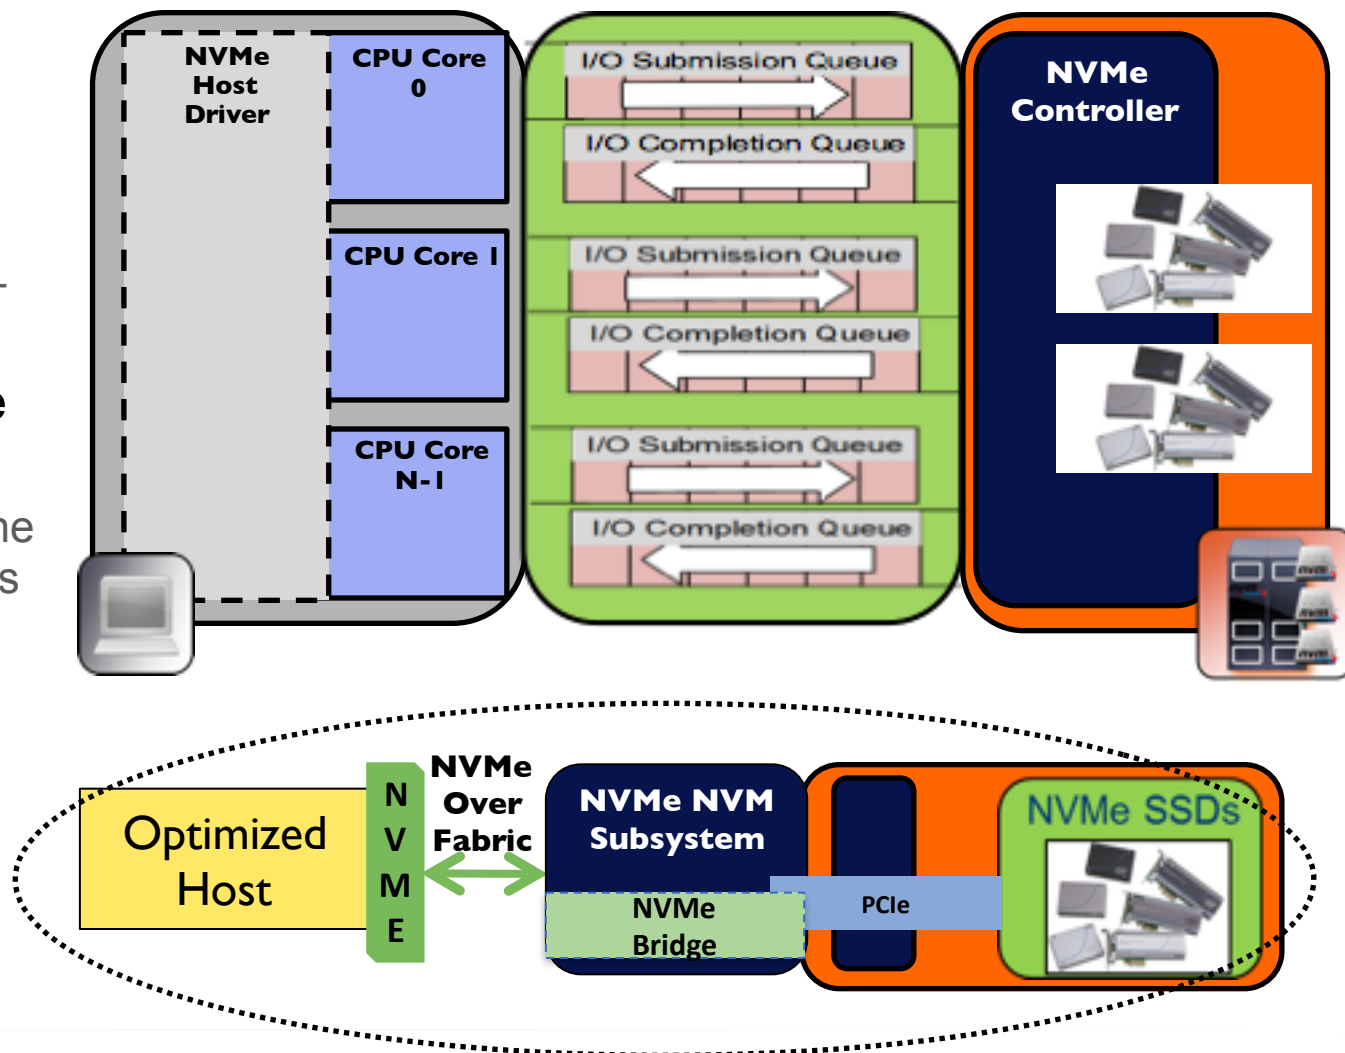 NVMe
Host
Driver
CPU Core
0
CPU Core 1
CPU Core
N-1
I/O Submission Queue
I/O Completion Queue
I/O Submission Queue
I/O Completion Queue
I/O Submission Queue
I/O Completion Queue
NVMe
Controller
e
ne
s
Optimized
Host
N
V
M
E
NVMe
Over
Fabric
NVMe NVM
Subsystem
NVMe
Bridge
PCIe
NVMe SSDs